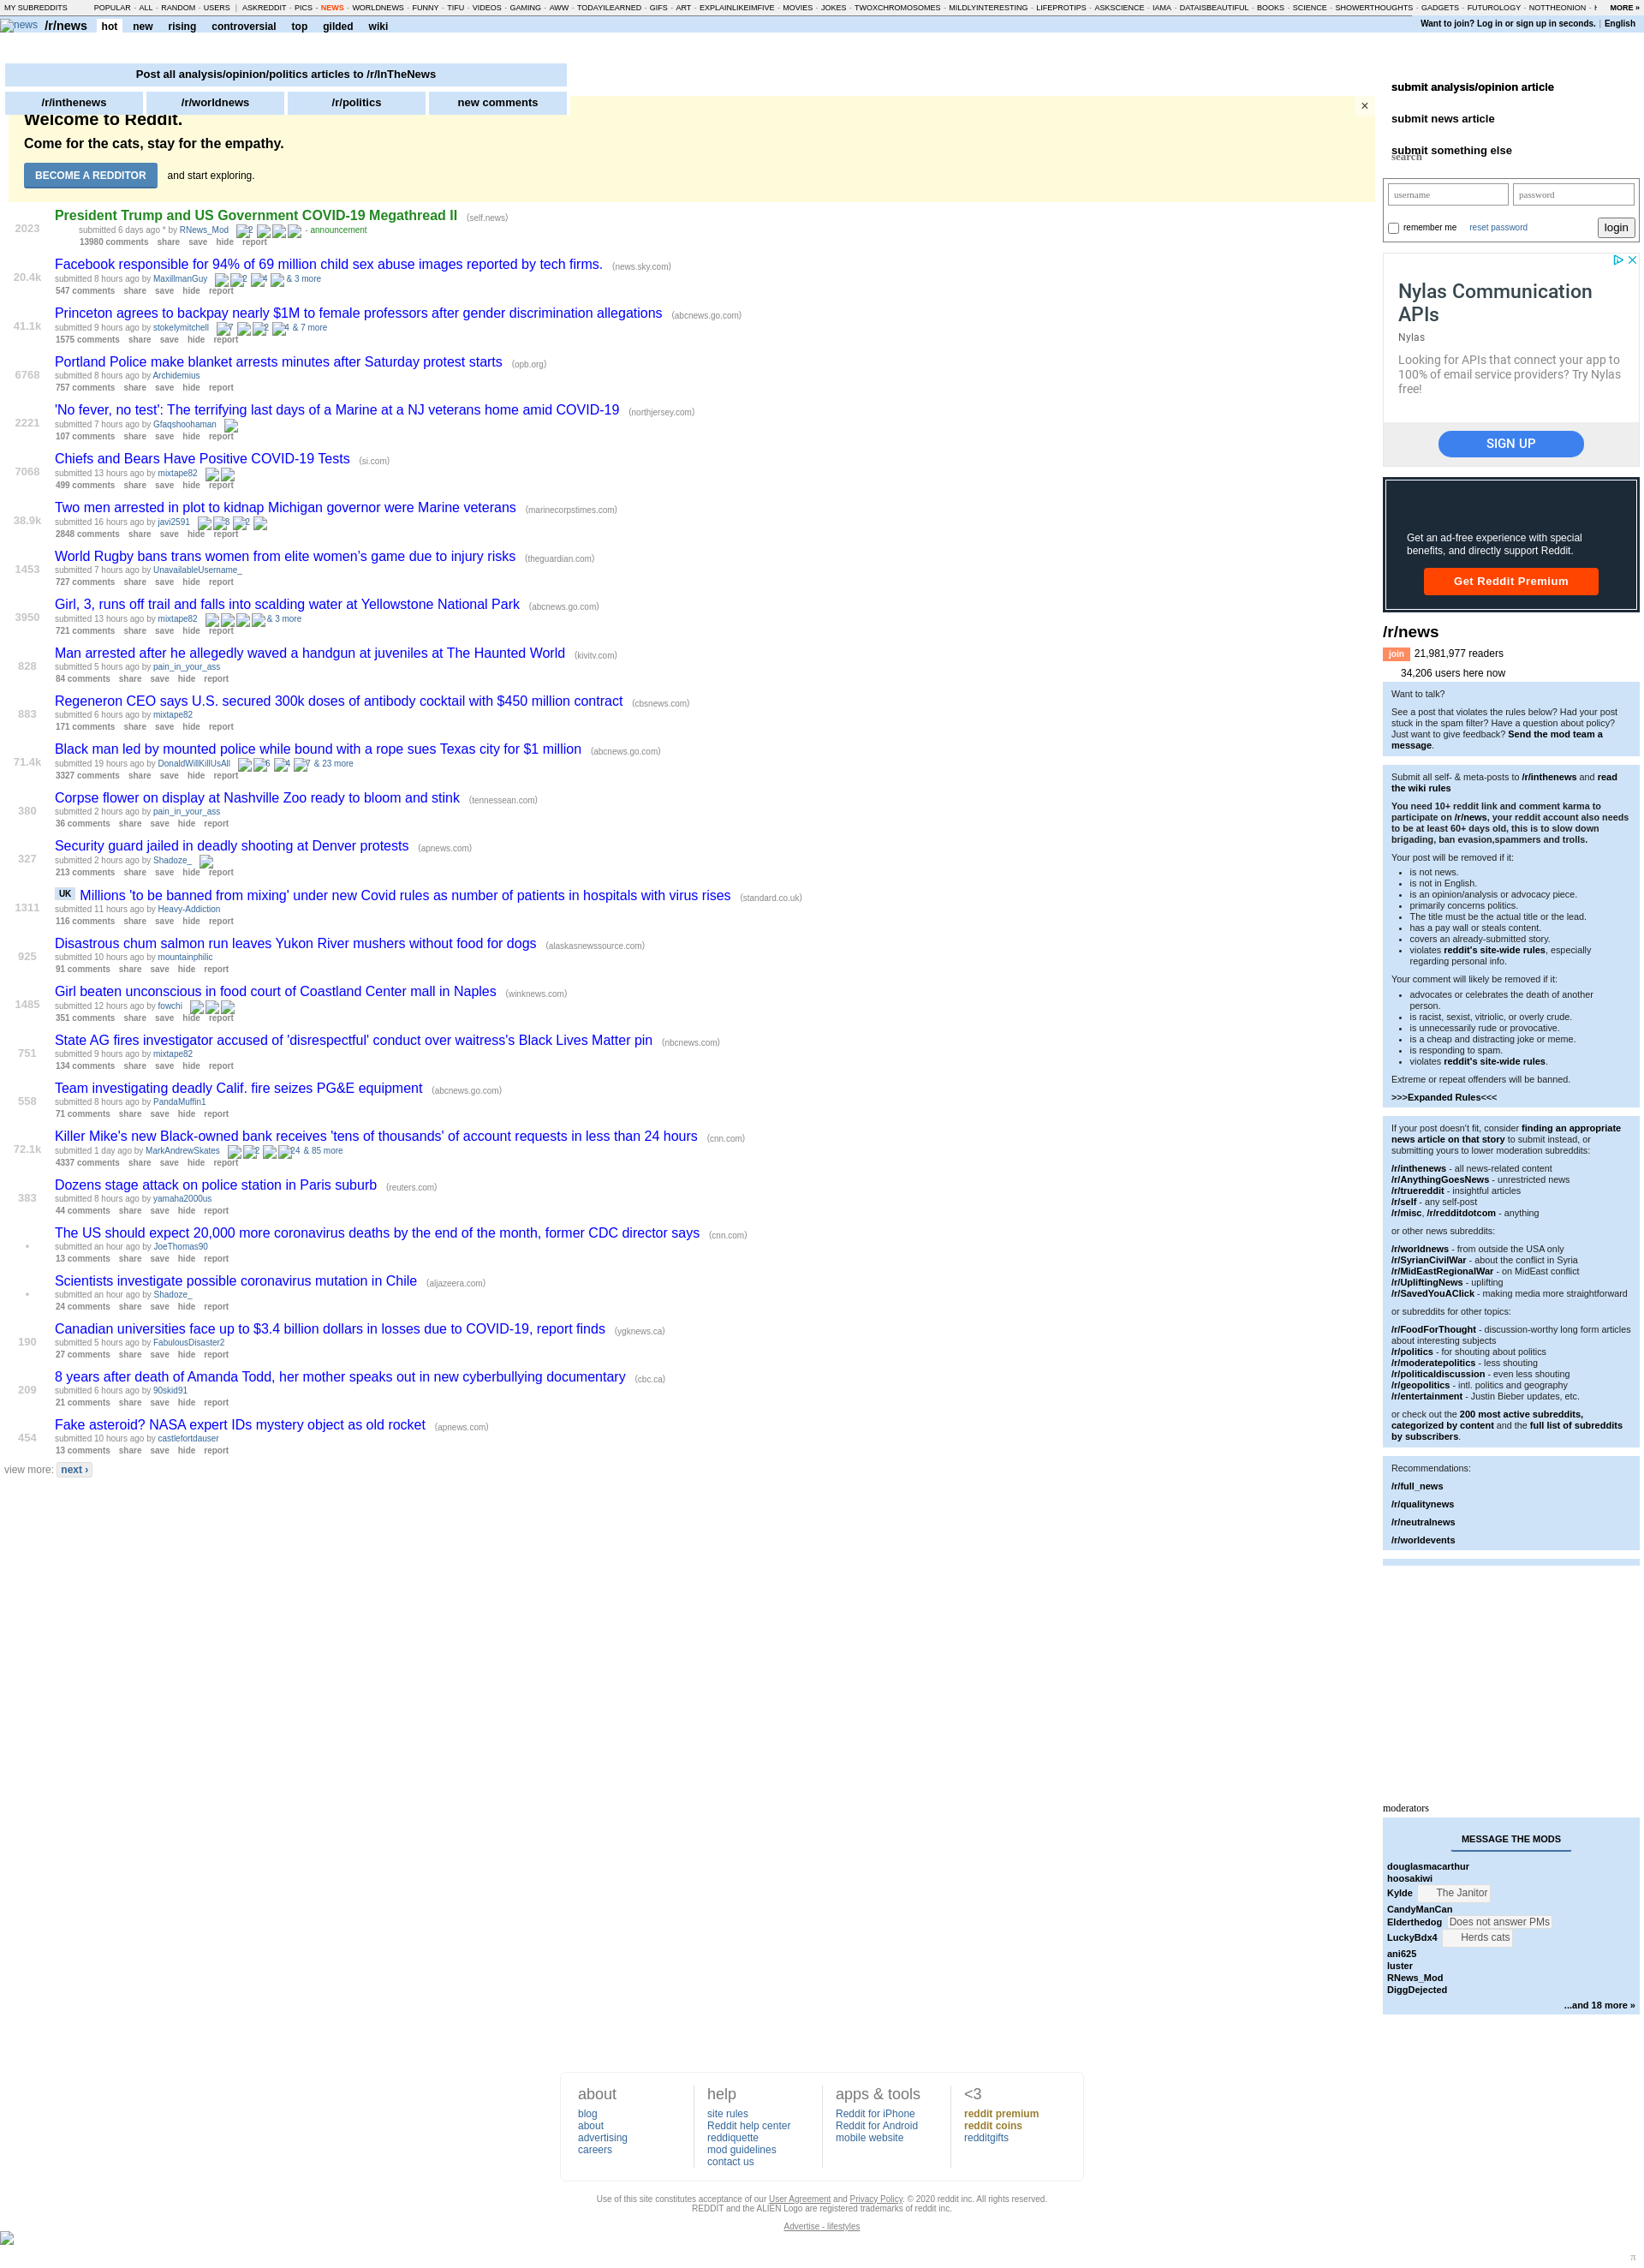 MY SUBREDDITS POPULAR - ALL - RANDOM - USERS | ASKREDDIT - PICS - NEWS - WORLDNEWS - FUNNY - TIFU - VIDEOS - GAMING - AWW - TODAYILEARNED - GIFS - ART - EXPLAINLIKEIMFIVE - MOVIES - JOKES - TWOXCHROMOSOMES - MILDLYINTERESTING - LIFEPROTIPS - ASKSCIENCE - IAMA - DATAISBEAUTIFUL - BOOKS - SCIENCE - SHOWERTHOUGHTS - GADGETS - FUTUROLOGY - NOTTHEONION - MORE »
news /r/news hot new rising controversial top gilded wiki
Want to join? Log in or sign up in seconds. | English
Post all analysis/opinion/politics articles to /r/InTheNews
/r/inthenews /r/worldnews /r/politics new comments
Welcome to Reddit.
Come for the cats, stay for the empathy.
BECOME A REDDITOR and start exploring.
×
2023
President Trump and US Government COVID-19 Megathread II (self.news)
submitted 6 days ago * by RNews_Mod 2 - announcement
13980 comments share save hide report
20.4k
Facebook responsible for 94% of 69 million child sex abuse images reported by tech firms. (news.sky.com)
submitted 8 hours ago by MaxillmanGuy 2 4 & 3 more
547 comments share save hide report
41.1k
Princeton agrees to backpay nearly $1M to female professors after gender discrimination allegations (abcnews.go.com)
submitted 9 hours ago by stokelymitchell 7 2 4 & 7 more
1575 comments share save hide report
6768
Portland Police make blanket arrests minutes after Saturday protest starts (opb.org)
submitted 8 hours ago by Archidemius
757 comments share save hide report
2221
'No fever, no test': The terrifying last days of a Marine at a NJ veterans home amid COVID-19 (northjersey.com)
submitted 7 hours ago by Gfaqshoohaman
107 comments share save hide report
7068
Chiefs and Bears Have Positive COVID-19 Tests (si.com)
submitted 13 hours ago by mixtape82
499 comments share save hide report
38.9k
Two men arrested in plot to kidnap Michigan governor were Marine veterans (marinecorpstimes.com)
submitted 16 hours ago by javi2591 3 2
2848 comments share save hide report
1453
World Rugby bans trans women from elite women's game due to injury risks (theguardian.com)
submitted 7 hours ago by UnavailableUsername_
727 comments share save hide report
3950
Girl, 3, runs off trail and falls into scalding water at Yellowstone National Park (abcnews.go.com)
submitted 13 hours ago by mixtape82 & 3 more
721 comments share save hide report
828
Man arrested after he allegedly waved a handgun at juveniles at The Haunted World (kivitv.com)
submitted 5 hours ago by pain_in_your_ass
84 comments share save hide report
883
Regeneron CEO says U.S. secured 300k doses of antibody cocktail with $450 million contract (cbsnews.com)
submitted 6 hours ago by mixtape82
171 comments share save hide report
71.4k
Black man led by mounted police while bound with a rope sues Texas city for $1 million (abcnews.go.com)
submitted 19 hours ago by DonaldWillKillUsAll 6 4 7 & 23 more
3327 comments share save hide report
380
Corpse flower on display at Nashville Zoo ready to bloom and stink (tennessean.com)
submitted 2 hours ago by pain_in_your_ass
36 comments share save hide report
327
Security guard jailed in deadly shooting at Denver protests (apnews.com)
submitted 2 hours ago by Shadoze_
213 comments share save hide report
1311
UK Millions 'to be banned from mixing' under new Covid rules as number of patients in hospitals with virus rises (standard.co.uk)
submitted 11 hours ago by Heavy-Addiction
116 comments share save hide report
925
Disastrous chum salmon run leaves Yukon River mushers without food for dogs (alaskasnewssource.com)
submitted 10 hours ago by mountainphilic
91 comments share save hide report
1485
Girl beaten unconscious in food court of Coastland Center mall in Naples (winknews.com)
submitted 12 hours ago by fowchi
351 comments share save hide report
751
State AG fires investigator accused of 'disrespectful' conduct over waitress's Black Lives Matter pin (nbcnews.com)
submitted 9 hours ago by mixtape82
134 comments share save hide report
558
Team investigating deadly Calif. fire seizes PG&E equipment (abcnews.go.com)
submitted 8 hours ago by PandaMuffin1
71 comments share save hide report
72.1k
Killer Mike's new Black-owned bank receives 'tens of thousands' of account requests in less than 24 hours (cnn.com)
submitted 1 day ago by MarkAndrewSkates 2 24 & 85 more
4337 comments share save hide report
383
Dozens stage attack on police station in Paris suburb (reuters.com)
submitted 8 hours ago by yamaha2000us
44 comments share save hide report
•
The US should expect 20,000 more coronavirus deaths by the end of the month, former CDC director says (cnn.com)
submitted an hour ago by JoeThomas90
13 comments share save hide report
•
Scientists investigate possible coronavirus mutation in Chile (aljazeera.com)
submitted an hour ago by Shadoze_
24 comments share save hide report
190
Canadian universities face up to $3.4 billion dollars in losses due to COVID-19, report finds (ygknews.ca)
submitted 5 hours ago by FabulousDisaster2
27 comments share save hide report
209
8 years after death of Amanda Todd, her mother speaks out in new cyberbullying documentary (cbc.ca)
submitted 6 hours ago by 90skid91
21 comments share save hide report
454
Fake asteroid? NASA expert IDs mystery object as old rocket (apnews.com)
submitted 10 hours ago by castlefortdauser
13 comments share save hide report
view more: next ›
submit analysis/opinion article
submit news article
submit something else
search
username password
remember me reset password login
Nylas Communication
APIs
Nylas
Looking for APIs that connect your app to
100% of email service providers? Try Nylas
free!
SIGN UP
Get an ad-free experience with special
benefits, and directly support Reddit.
Get Reddit Premium
/r/news
join 21,981,977 readers
34,206 users here now
Want to talk?
See a post that violates the rules below? Had your post
stuck in the spam filter? Have a question about policy?
Just want to give feedback? Send the mod team a
message.
Submit all self- & meta-posts to /r/inthenews and read
the wiki rules
You need 10+ reddit link and comment karma to
participate on /r/news, your reddit account also needs
to be at least 60+ days old, this is to slow down
brigading, ban evasion,spammers and trolls.
Your post will be removed if it:
• is not news.
• is not in English.
• is an opinion/analysis or advocacy piece.
• primarily concerns politics.
• The title must be the actual title or the lead.
• has a pay wall or steals content.
• covers an already-submitted story.
• violates reddit's site-wide rules, especially
regarding personal info.
Your comment will likely be removed if it:
• advocates or celebrates the death of another
person.
• is racist, sexist, vitriolic, or overly crude.
• is unnecessarily rude or provocative.
• is a cheap and distracting joke or meme.
• is responding to spam.
• violates reddit's site-wide rules.
Extreme or repeat offenders will be banned.
>>>Expanded Rules<<<
If your post doesn't fit, consider finding an appropriate
news article on that story to submit instead, or
submitting yours to lower moderation subreddits:
/r/inthenews - all news-related content
/r/AnythingGoesNews - unrestricted news
/r/truereddit - insightful articles
/r/self - any self-post
/r/misc, /r/redditdotcom - anything
or other news subreddits:
/r/worldnews - from outside the USA only
/r/SyrianCivilWar - about the conflict in Syria
/r/MidEastRegionalWar - on MidEast conflict
/r/UpliftingNews - uplifting
/r/SavedYouAClick - making media more straightforward
or subreddits for other topics:
/r/FoodForThought - discussion-worthy long form articles
about interesting subjects
/r/politics - for shouting about politics
/r/moderatepolitics - less shouting
/r/politicaldiscussion - even less shouting
/r/geopolitics - intl. politics and geography
/r/entertainment - Justin Bieber updates, etc.
or check out the 200 most active subreddits,
categorized by content and the full list of subreddits
by subscribers.
Recommendations:
/r/full_news
/r/qualitynews
/r/neutralnews
/r/worldevents
moderators
MESSAGE THE MODS
douglasmacarthur
hoosakiwi
Kylde The Janitor
CandyManCan
Elderthedog Does not answer PMs
LuckyBdx4 Herds cats
ani625
luster
RNews_Mod
DiggDejected
...and 18 more »
about
blog
about
advertising
careers
help
site rules
Reddit help center
reddiquette
mod guidelines
contact us
apps & tools
Reddit for iPhone
Reddit for Android
mobile website
<3
reddit premium
reddit coins
redditgifts
Use of this site constitutes acceptance of our User Agreement and Privacy Policy. © 2020 reddit inc. All rights reserved.
REDDIT and the ALIEN Logo are registered trademarks of reddit inc.
Advertise - lifestyles
π